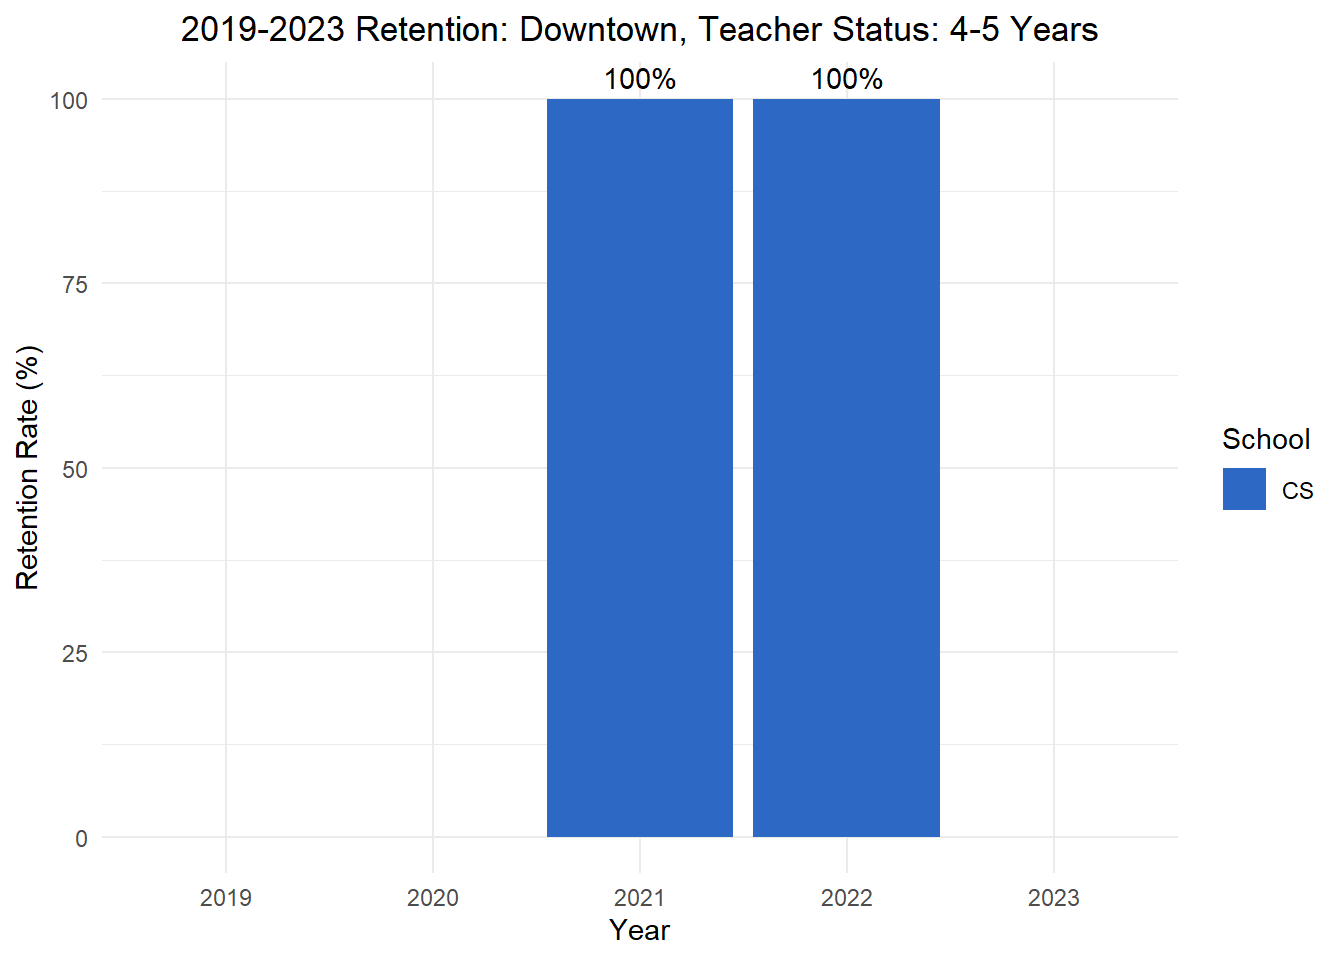 2019-2023 Retention: Downtown, Teacher Status: 4-5 Years
100% 100%
100
75
50
25
0
Retention Rate (%)
2019 2020 2021 2022 2023
Year
School
CS